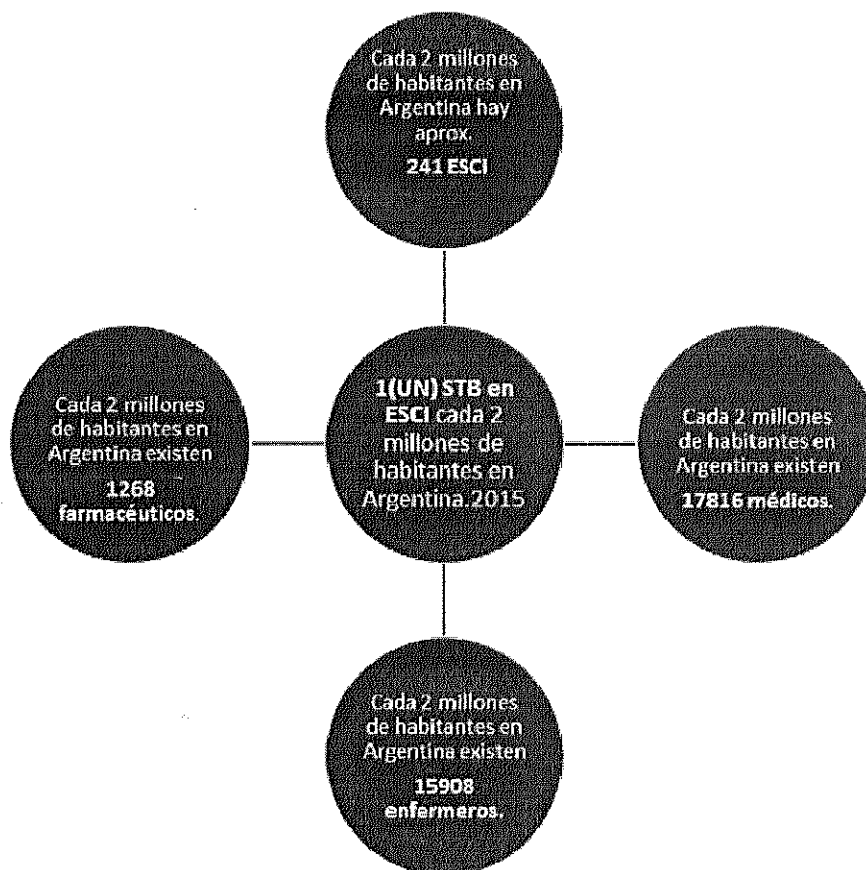 Cada 2 millones
de habitantes en
Argentina hay
aprox.
241 ESCI
Cada 2 millones
de habitantes en
Argentina existen
1268
farmacéuticos.
1(UN) STB en
ESCI cada 2
millones de
habitantes en
Argentina.2015
Cada 2 millones
de habitantes en
Argentina existen
17816 médicos.
Cada 2 millones
de habitantes en
Argentina existen
15908
enfermeros.